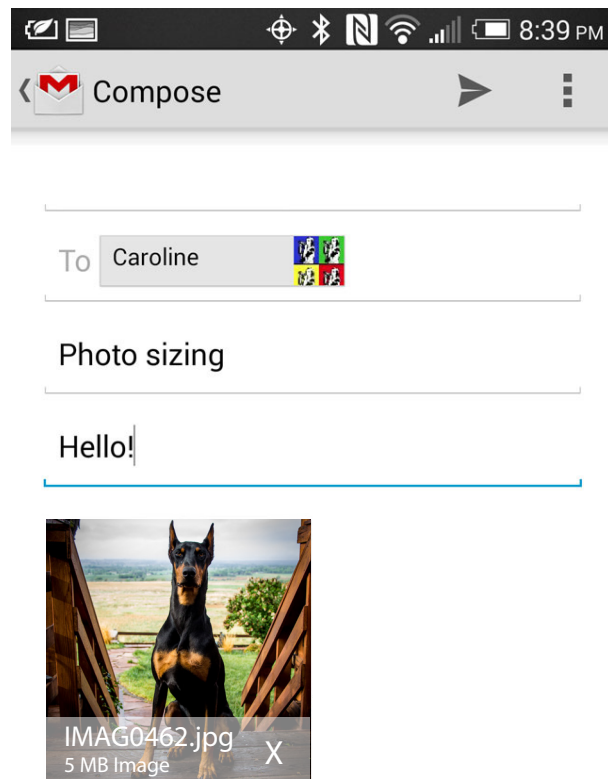 8:39 PM
Compose
To Caroline
Photo sizing
Hello!
IMAG0462.jpg
5 MB Image X